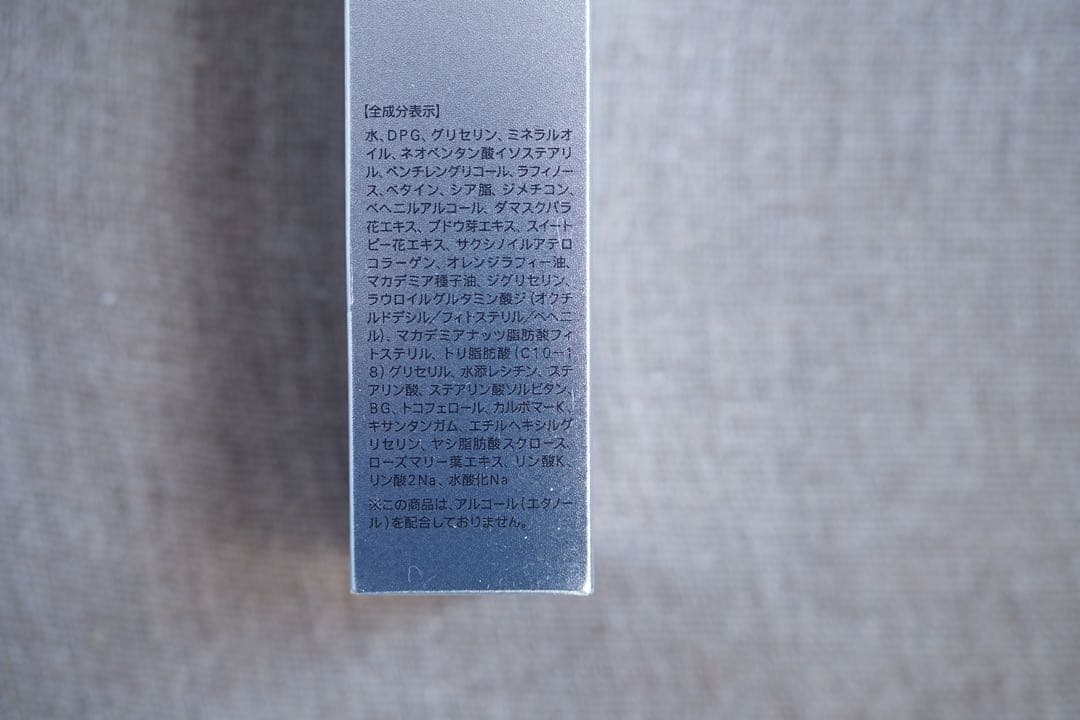 【全成分表示】
水、DPG、グリセリン、ミネラルオ
イル、ネオペンタン酸イソステアリ
ル、ペンチレングリコール、ラフィノー
ス、ベタイン、シア脂、ジメチコン、
ベヘニルアルコール、ダマスクバラ
花エキス、ブドウ芽エキス、スイート
ピー花エキス、サクシノイルアテロ
コラーゲン、オレンジラフィー油、
マカデミア種子油、ジグリセリン、
ラウロイルグルタミン酸ジ(オクチ
ルドデシル/フィトステリル/ベヘニ
ル)、マカデミアナッツ脂肪酸フィ
トステリル、トリ脂肪酸(C10-1
8)グリセリル、水添レシチン、ステ
アリン酸、ステアリン酸ソルビタン、
BG、トコフェロール、カルボマーK、
キサンタンガム、エチルヘキシルグ
リセリン、ヤシ脂肪酸スクロース、
ローズマリー葉エキス、リン酸K、
リン酸2Na、水酸化Na
※この商品は、アルコール(エタノー
ル)を配合しておりません。